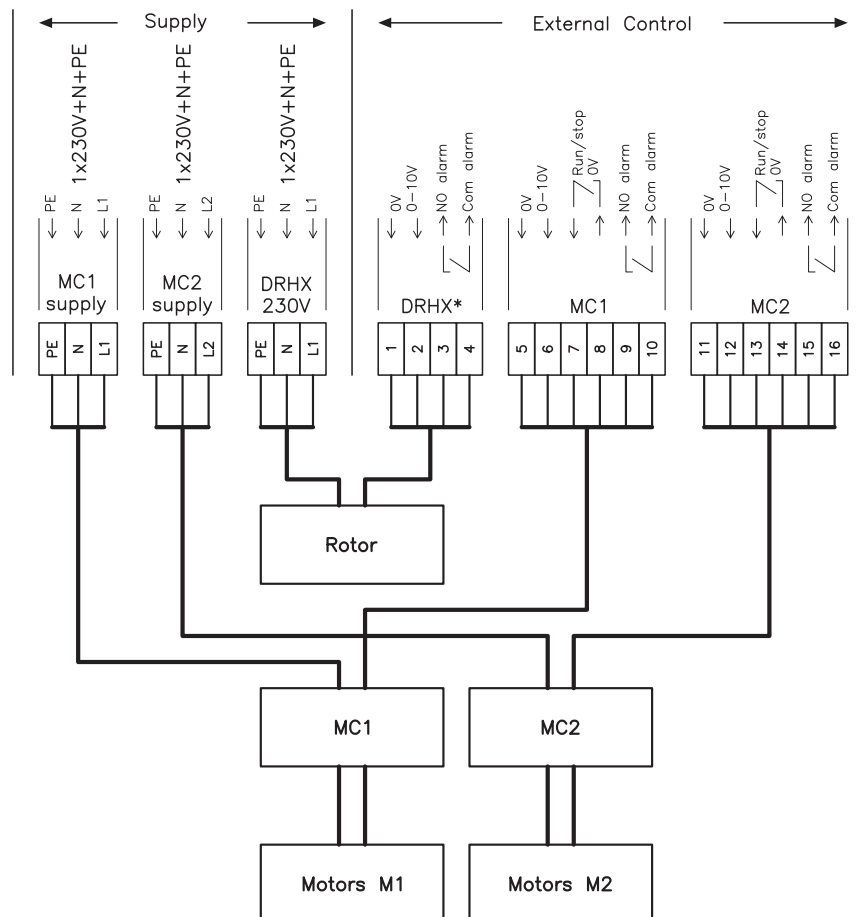 Supply
External Control
1x230V+N+PE
1x230V+N+PE
1x230V+N+PE
PE
N
L1
PE
N
L2
PE
N
L1
0V
0-10V
NO alarm
Com alarm
0V
0-10V
Run/stop
0V
NO alarm
Com alarm
0V
0-10V
Run/stop
0V
NO alarm
Com alarm
MC1
supply
MC2
supply
DRHX
230V
DRHX*
MC1
MC2
PE
N
L1
PE
N
L2
PE
N
L1
1
2
3
4
5
6
7
8
9
10
11
12
13
14
15
16
Rotor
MC1
MC2
Motors M1
Motors M2